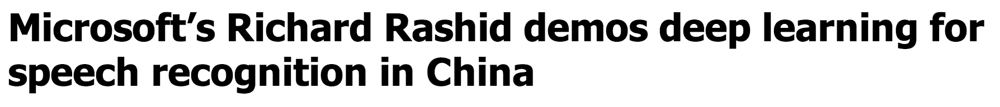 Microsoft’s Richard Rashid demos deep learning for
speech recognition in China